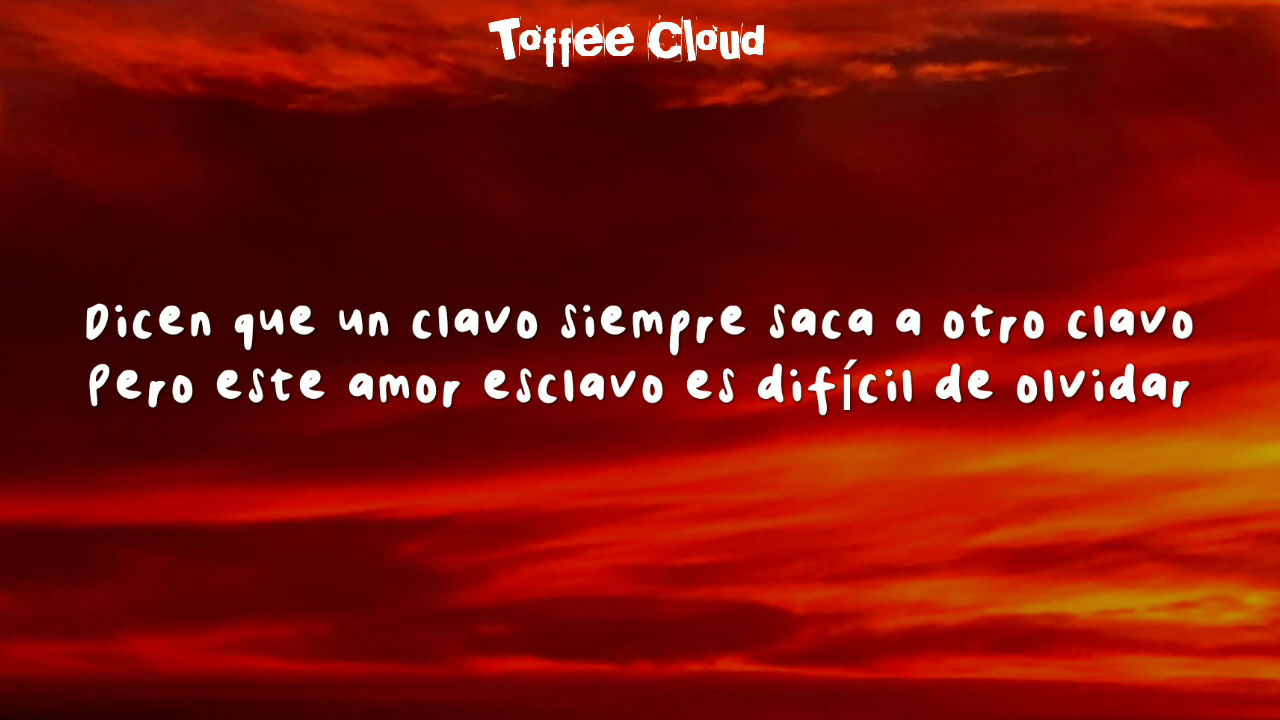 Toffee Cloud
Dicen que un clavo siempre saca a otro clavo
Pero este amor esclavo es difícil de olvidar